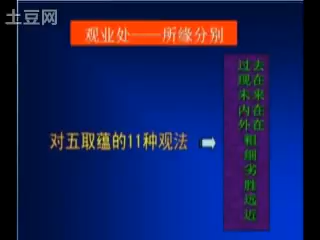 土豆网
观业处——所缘分别
过去
现在
未来
内在
外在
粗
细
劣
胜
远
近
对五取蕴的11种观法